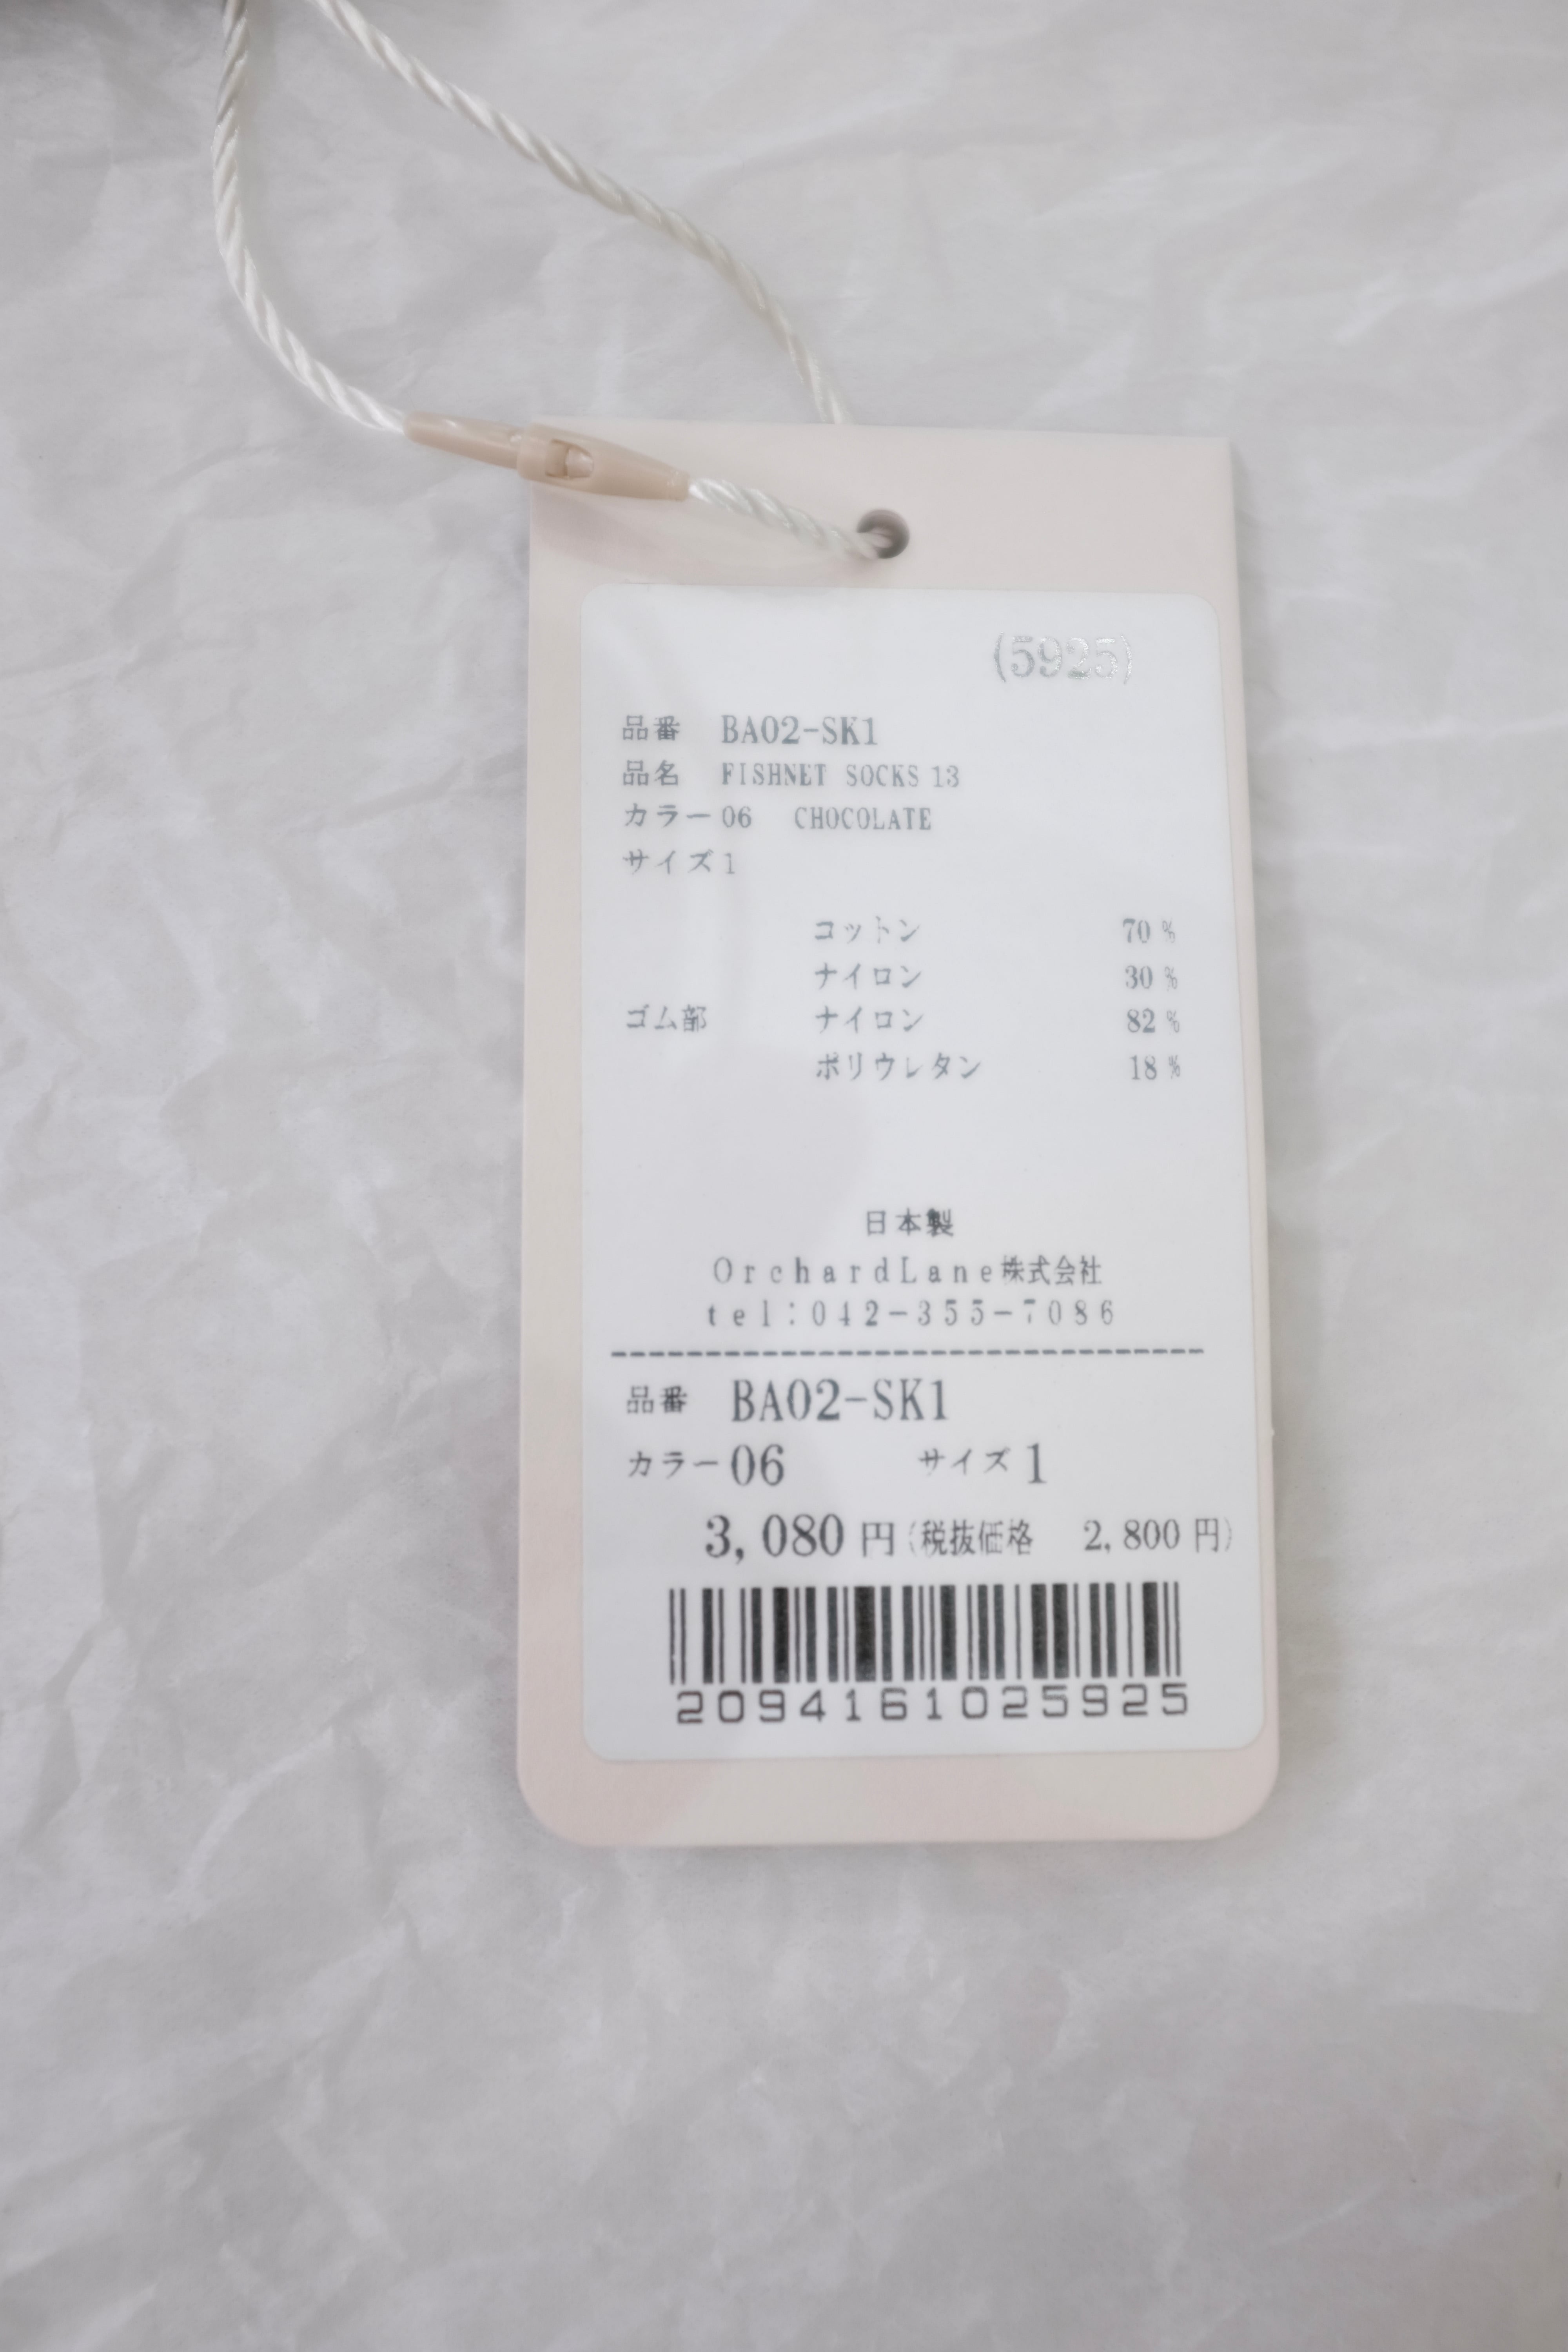 (5925)
品番 BA02-SK1
品名 FISHNET SOCKS 13
カラー 06 CHOCOLATE
サイズ 1
コットン 70 %
ナイロン 30 %
ゴム部 ナイロン 82 %
ポリウレタン 18 %
日本製
OrchardLane株式会社
tel:042-355-7086
品番 BA02-SK1
カラー 06 サイズ 1
3,080 円(税抜価格 2,800 円)
2094161025925